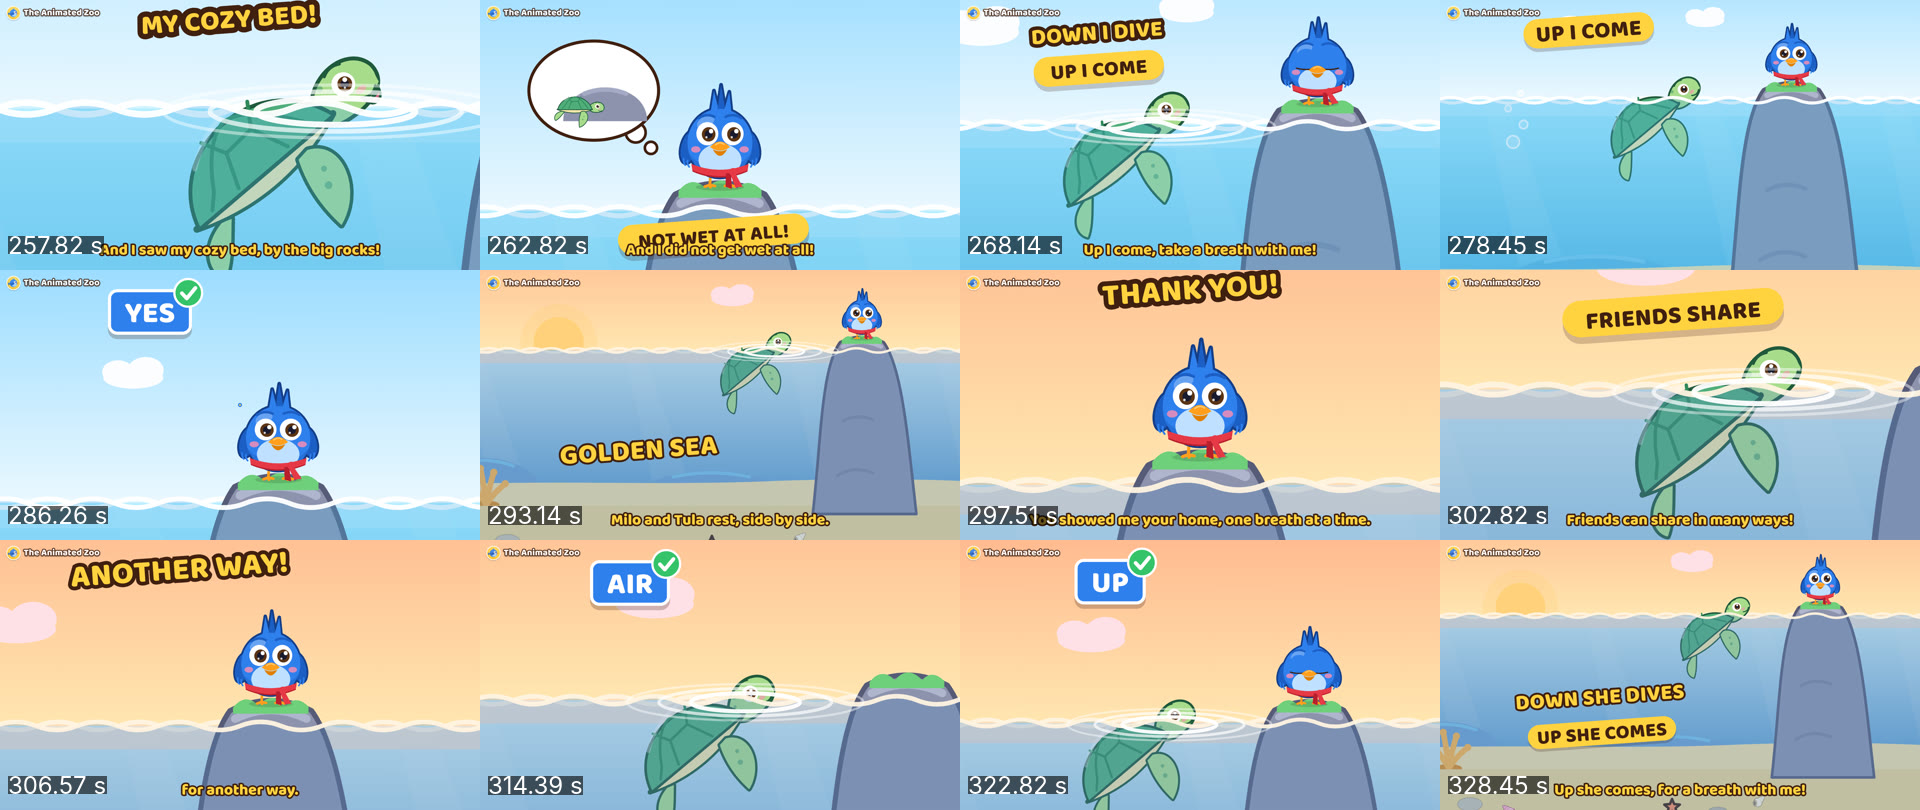 The Animated Zoo
MY COZY BED!
257.82 s
And I saw my cozy bed, by the big rocks!
The Animated Zoo
NOT WET AT ALL!
262.82 s
And I did not get wet at all!
The Animated Zoo
DOWN I DIVE
UP I COME
268.14 s
Up I come, take a breath with me!
The Animated Zoo
UP I COME
278.45 s
The Animated Zoo
YES
286.26 s
The Animated Zoo
GOLDEN SEA
293.14 s
Milo and Tula rest, side by side.
The Animated Zoo
THANK YOU!
297.51 s
showed me your home, one breath at a time.
The Animated Zoo
FRIENDS SHARE
302.82 s
Friends can share in many ways!
The Animated Zoo
ANOTHER WAY!
306.57 s
for another way.
The Animated Zoo
AIR
314.39 s
The Animated Zoo
UP
322.82 s
The Animated Zoo
DOWN SHE DIVES
UP SHE COMES
328.45 s
Up she comes, for a breath with me!